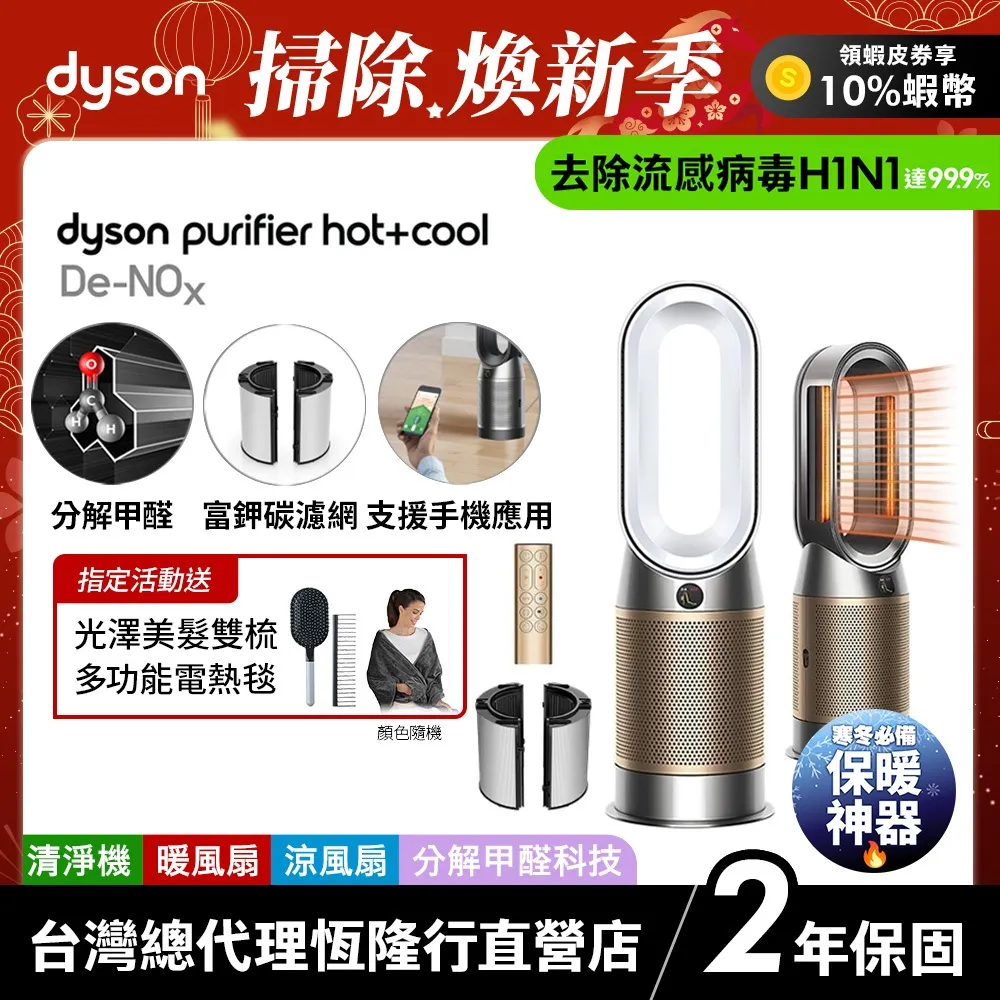 dyson 掃除.煥新季
領蝦皮券享
S 10%蝦幣
去除流感病毒H1N1達99.9%
dyson purifier hot+cool
De-NOx
O
C
H H
分解甲醛 富鉀碳濾網 支援手機應用
指定活動送
光澤美髮雙梳
多功能電熱毯
顏色隨機
寒冬必備
保暖
神器
清淨機 暖風扇 涼風扇 分解甲醛科技
台灣總代理恆隆行直營店 2年保固